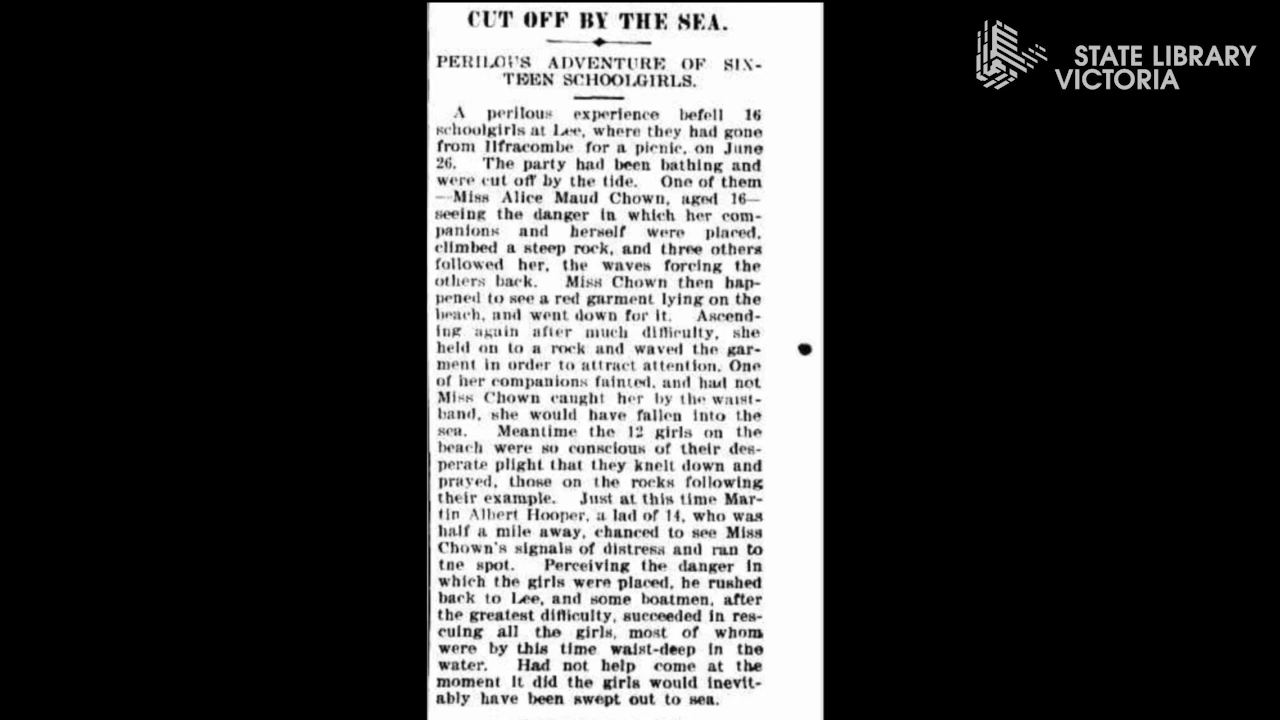 CUT OFF BY THE SEA.
PERILOUS ADVENTURE OF SIX-
TEEN SCHOOLGIRLS.
A perilous experience befell 16
schoolgirls at Lee, where they had gone
from Ilfracombe for a picnic, on June
26. The party had been bathing and
were cut off by the tide. One of them
—Miss Alice Maud Chown, aged 16—
seeing the danger in which her com-
panions and herself were placed,
climbed a steep rock, and three others
followed her, the waves forcing the
others back. Miss Chown then hap-
pened to see a red garment lying on the
beach, and went down for it. Ascend-
ing again after much difficulty, she
held on to a rock and waved the gar-
ment in order to attract attention. One
of her companions fainted, and had not
Miss Chown caught her by the waist-
band, she would have fallen into the
sea. Meantime the 12 girls on the
beach were so conscious of their des-
perate plight that they knelt down and
prayed, those on the rocks following
their example. Just at this time Mar-
tin Albert Hooper, a lad of 14, who was
half a mile away, chanced to see Miss
Chown's signals of distress and ran to
tne spot. Perceiving the danger in
which the girls were placed, he rushed
back to Lee, and some boatmen, after
the greatest difficulty, succeeded in res-
cuing all the girls, most of whom
were by this time waist-deep in the
water. Had not help come at the
moment it did the girls would inevit-
ably have been swept out to sea.
STATE LIBRARY
VICTORIA